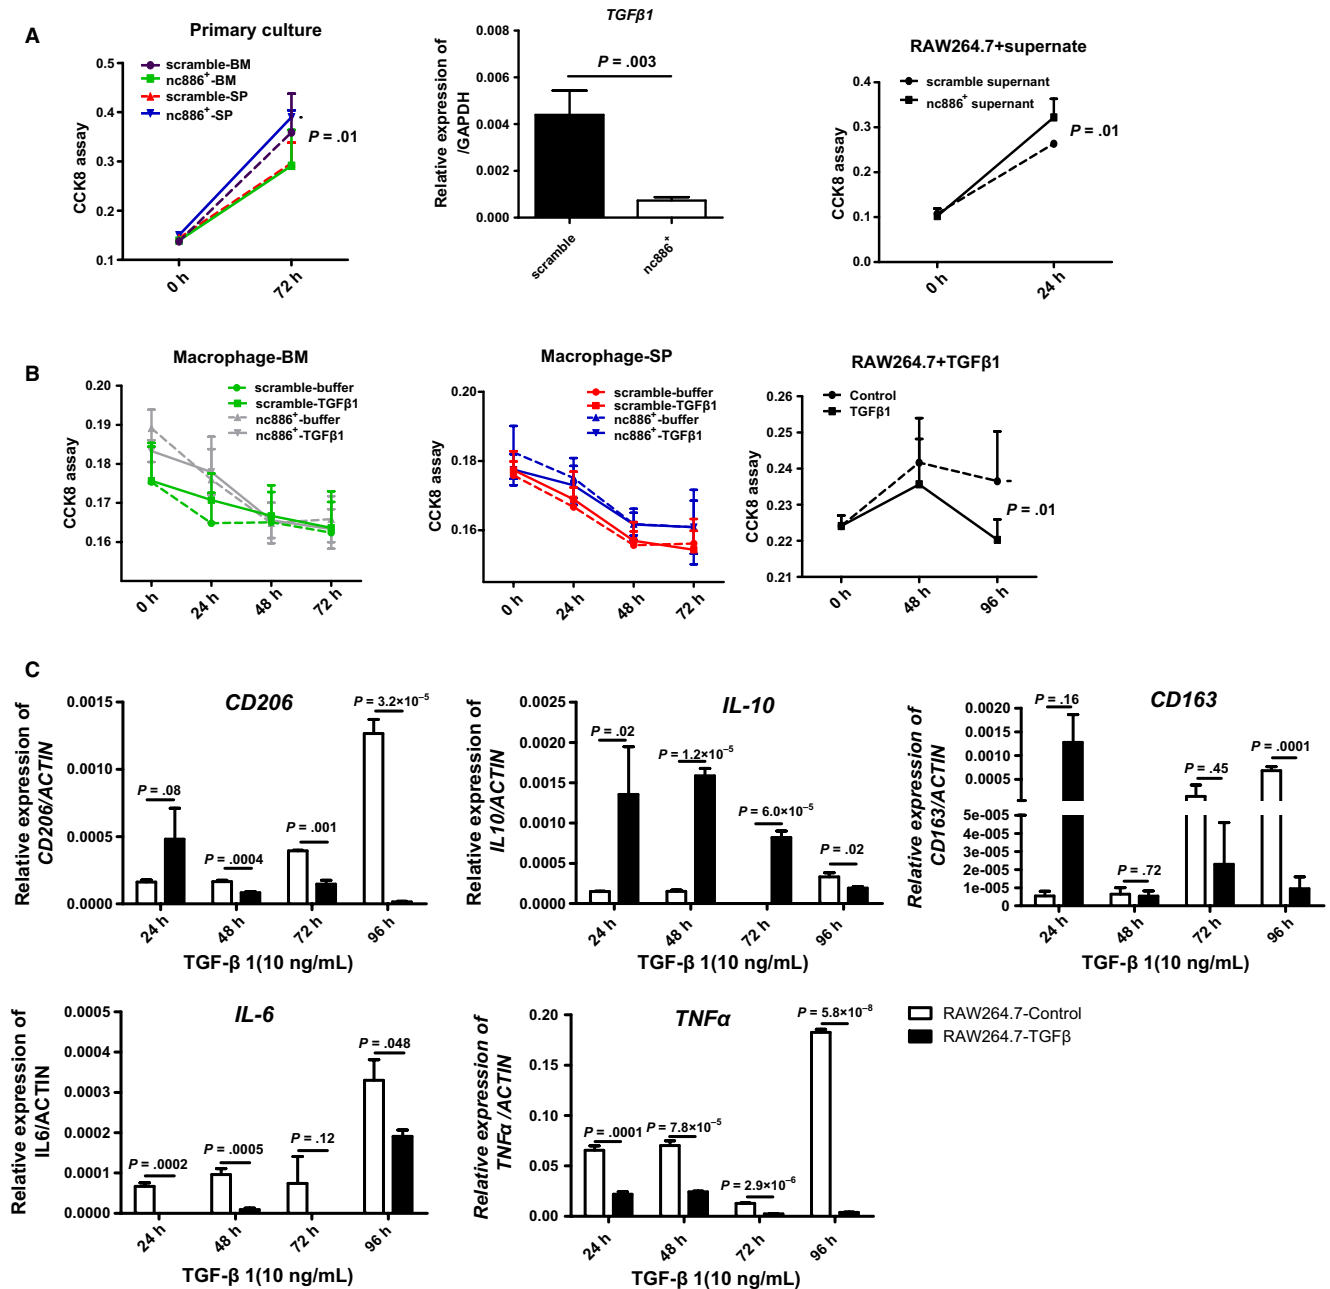 A
Primary culture
scramble-BM
nc886+-BM
scramble-SP
nc886+-SP
CCK8 assay
0.5
0.4
0.3
0.2
0.1
P = .01
0 h
72 h
TGFβ1
Relative expression of
/GAPDH
0.008
0.006
0.004
0.002
0.000
P = .003
scramble
nc886+
RAW264.7+supernate
scramble supernant
nc886+ supernant
CCK8 assay
0.4
0.3
0.2
0.1
0.0
P = .01
0 h
24 h
B
Macrophage-BM
scramble-buffer
scramble-TGFβ1
nc886+-buffer
nc886+-TGFβ1
CCK8 assay
0.20
0.19
0.18
0.17
0.16
0 h
24 h
48 h
72 h
Macrophage-SP
scramble-buffer
scramble-TGFβ1
nc886+-buffer
nc886+-TGFβ1
CCK8 assay
0.20
0.18
0.16
0 h
24 h
48 h
72 h
RAW264.7+TGFβ1
Control
TGFβ1
CCK8 assay
0.26
0.25
0.24
0.23
0.22
0.21
P = .01
0 h
48 h
96 h
C
CD206
Relative expression of
CD206/ACTIN
0.0015
0.0010
0.0005
0.0000
P = .08
P = .0004
P = .001
P = 3.2×10−5
24 h
48 h
72 h
96 h
TGF-β 1(10 ng/mL)
IL-10
Relative expression of
IL10/ACTIN
0.0025
0.0020
0.0015
0.0010
0.0005
0.0000
P = .02
P = 1.2×10−5
P = 6.0×10−5
P = .02
24 h
48 h
72 h
96 h
TGF-β 1(10 ng/mL)
CD163
Relative expression of
CD163/ACTIN
0.0020
0.0015
0.0010
0.0005
5e-005
4e-005
3e-005
2e-005
1e-005
0
P = .16
P = .72
P = .45
P = .0001
24 h
48 h
72 h
96 h
TGF-β 1(10 ng/mL)
IL-6
Relative expression of
IL6/ACTIN
0.0005
0.0004
0.0003
0.0002
0.0001
0.0000
P = .0002
P = .0005
P = .12
P = .048
24 h
48 h
72 h
96 h
TGF-β 1(10 ng/mL)
TNFα
Relative expression of
TNFα/ACTIN
0.20
0.15
0.10
0.05
0.00
P = .0001
P = 7.8×10−5
P = 2.9×10−6
P = 5.8×10−8
24 h
48 h
72 h
96 h
TGF-β 1(10 ng/mL)
RAW264.7-Control
RAW264.7-TGFβ